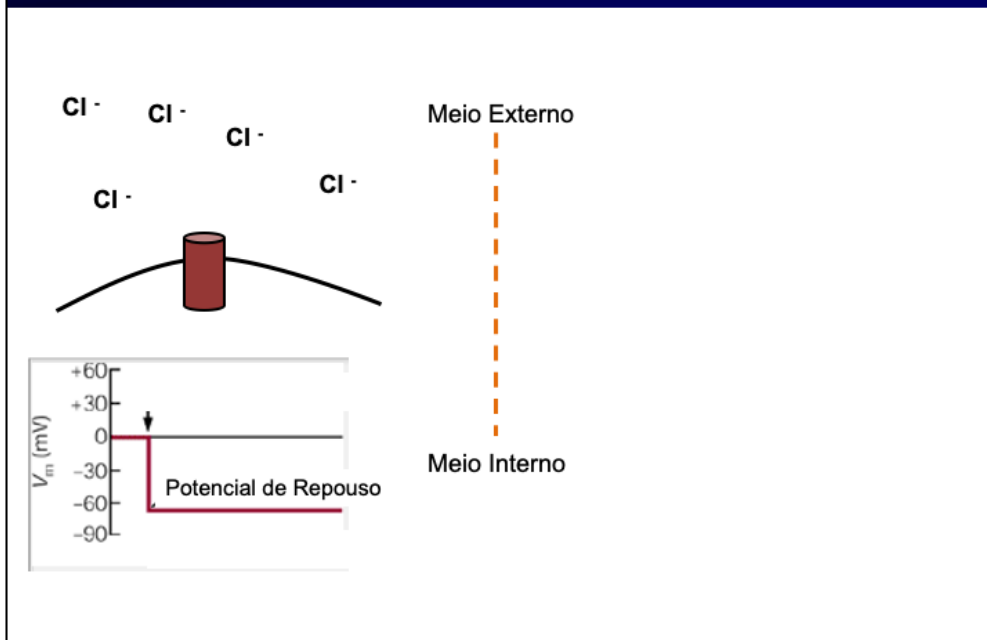 Cl -
Cl -
Cl -
Cl -
Cl -
Meio Externo
Meio Interno
Vm (mV)
+60
+30
0
-30
-60
-90
Potencial de Repouso